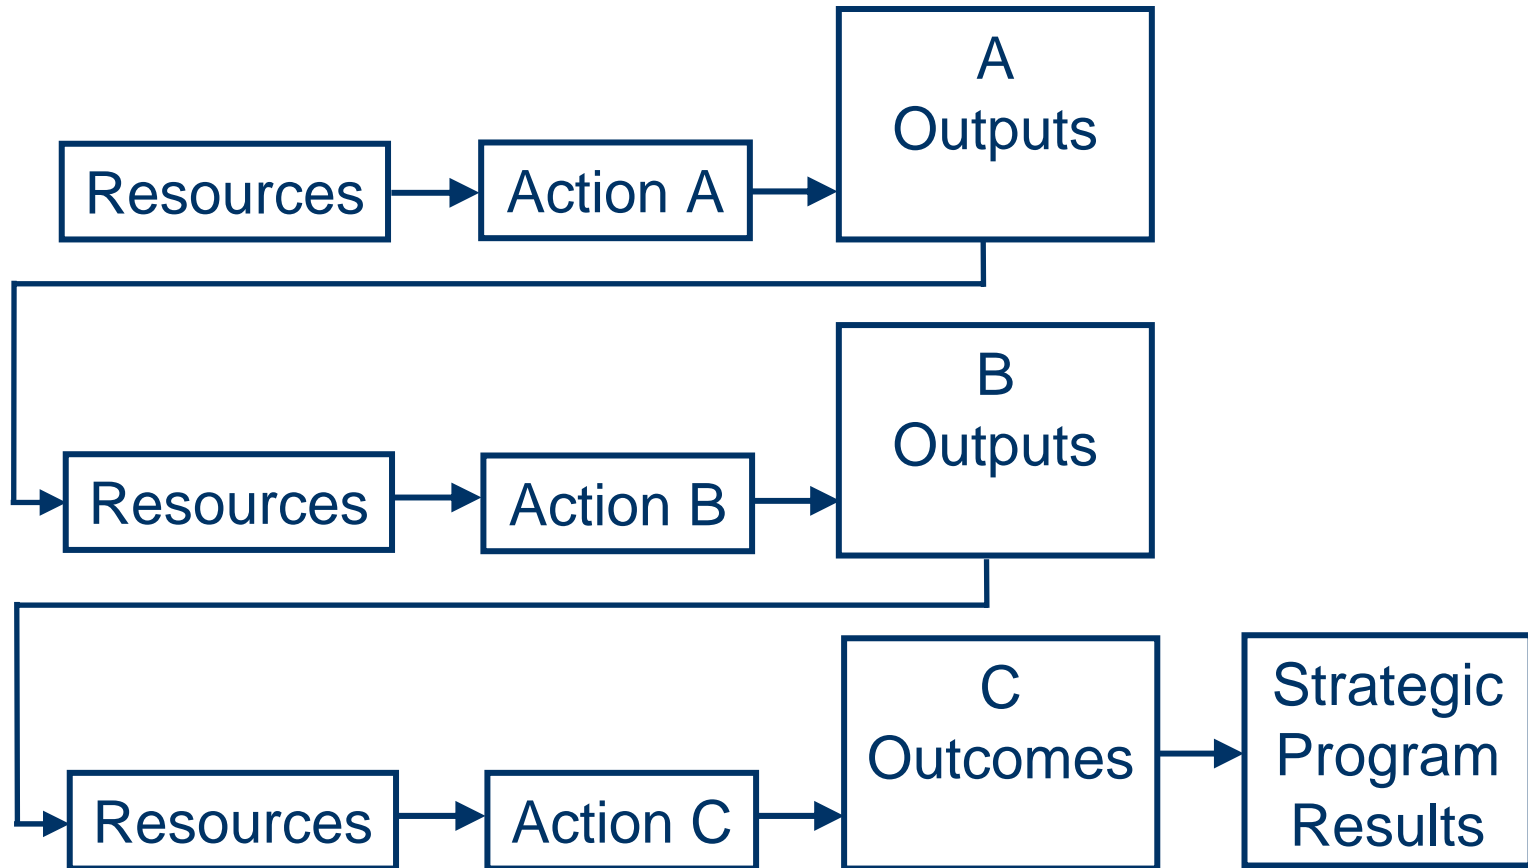 A
Outputs
Resources
Action A
B
Outputs
Resources
Action B
C
Outcomes
Strategic
Program
Results
Resources
Action C